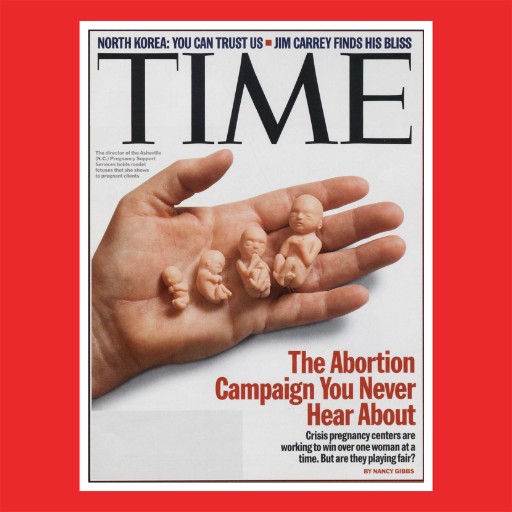 NORTH KOREA: YOU CAN TRUST US ▪ JIM CARREY FINDS HIS BLISS
TIME
The director of the Asheville
(N.C.) Pregnancy Support
Services holds model
fetuses that she shows
to pregnant clients
The Abortion
Campaign You Never
Hear About
Crisis pregnancy centers are
working to win over one woman at a
time. But are they playing fair?
BY NANCY GIBBS